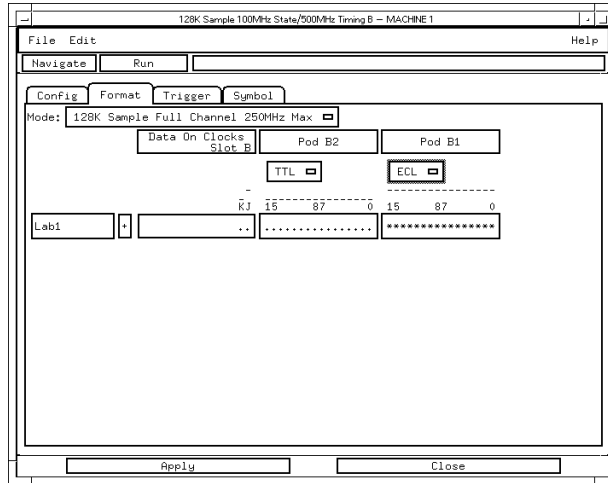 128K Sample 100MHz State/500MHz Timing B – MACHINE 1
File Edit Help
Navigate Run
Config Format Trigger Symbol
Mode: 128K Sample Full Channel 250MHz Max
Data On Clocks Pod B2 Pod B1
Slot B
TTL ECL
KJ 15 87 0 15 87 0
Lab1 + .. ................ ****************
Apply Close